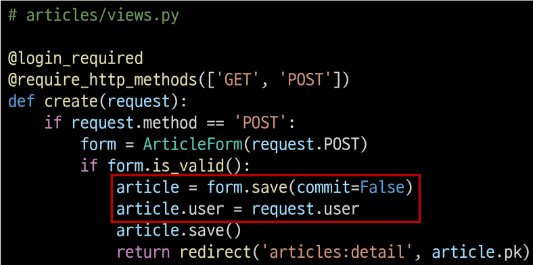 # articles/views.py
@login_required
@require_http_methods(['GET', 'POST'])
def create(request):
    if request.method == 'POST':
        form = ArticleForm(request.POST)
        if form.is_valid():
            article = form.save(commit=False)
            article.user = request.user
            article.save()
            return redirect('articles:detail', article.pk)